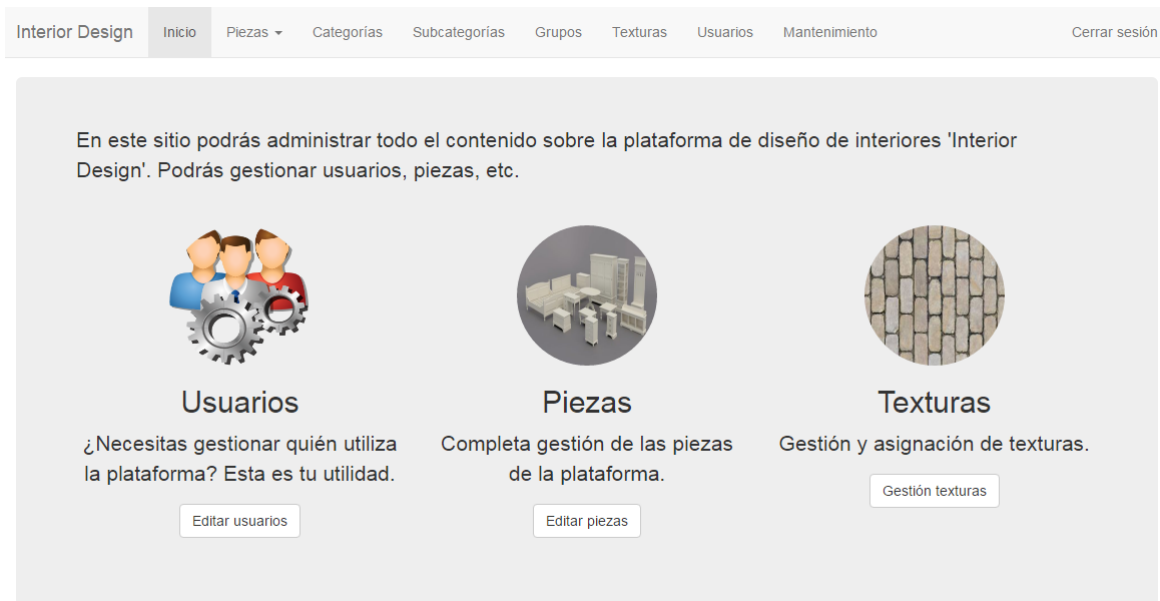 Interior Design Inicio Piezas Categorías Subcategorías Grupos Texturas Usuarios Mantenimiento Cerrar sesión
En este sitio podrás administrar todo el contenido sobre la plataforma de diseño de interiores 'Interior
Design'. Podrás gestionar usuarios, piezas, etc.
Usuarios
¿Necesitas gestionar quién utiliza
la plataforma? Esta es tu utilidad.
Editar usuarios
Piezas
Completa gestión de las piezas
de la plataforma.
Editar piezas
Texturas
Gestión y asignación de texturas.
Gestión texturas